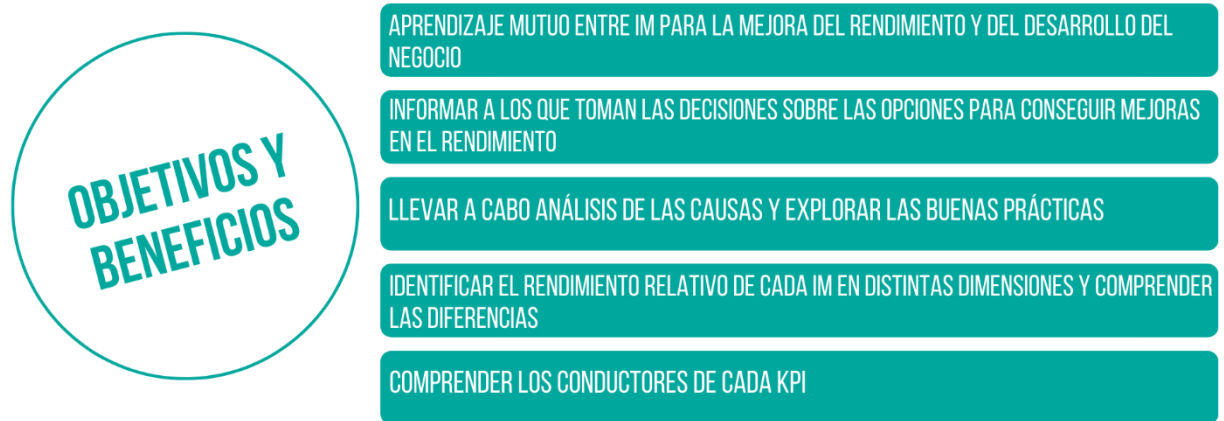 OBJETIVOS Y
BENEFICIOS
APRENDIZAJE MUTUO ENTRE IM PARA LA MEJORA DEL RENDIMIENTO Y DEL DESARROLLO DEL
NEGOCIO
INFORMAR A LOS QUE TOMAN LAS DECISIONES SOBRE LAS OPCIONES PARA CONSEGUIR MEJORAS
EN EL RENDIMIENTO
LLEVAR A CABO ANÁLISIS DE LAS CAUSAS Y EXPLORAR LAS BUENAS PRÁCTICAS
IDENTIFICAR EL RENDIMIENTO RELATIVO DE CADA IM EN DISTINTAS DIMENSIONES Y COMPRENDER
LAS DIFERENCIAS
COMPRENDER LOS CONDUCTORES DE CADA KPI